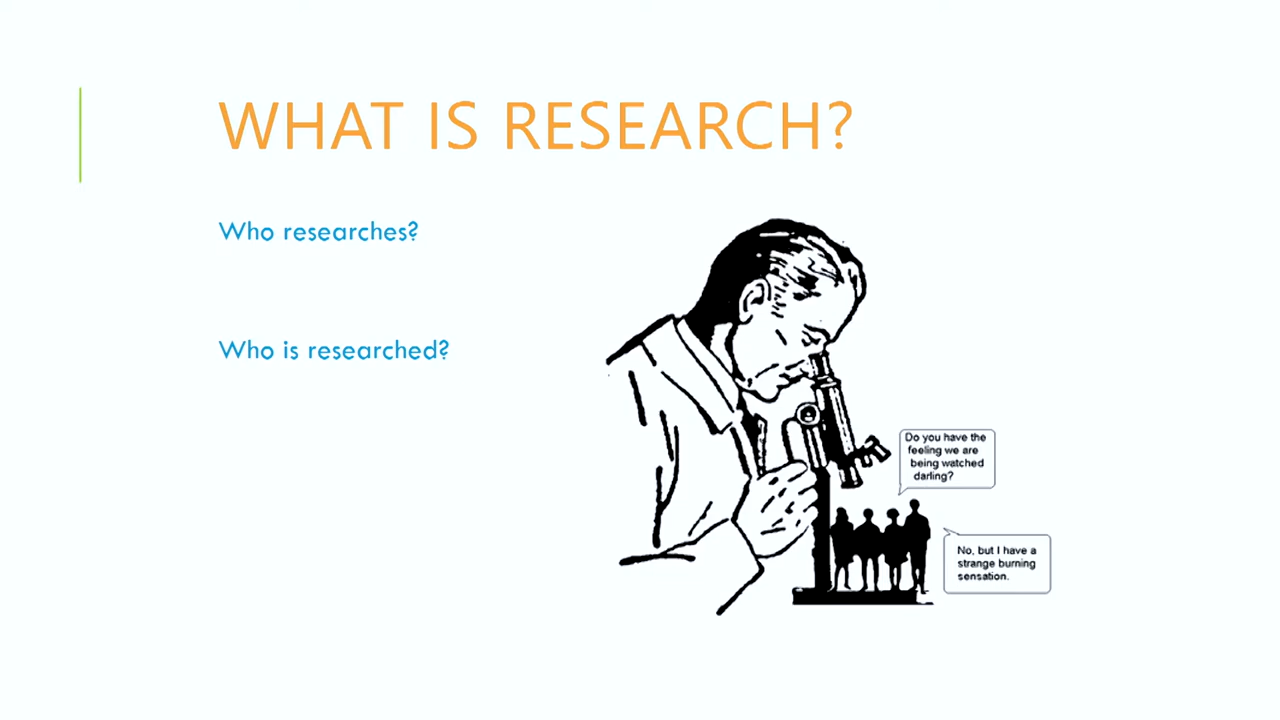 WHAT IS RESEARCH?
Who researches?
Who is researched?
Do you have the
feeling we are
being watched
darling?
No, but I have a
strange burning
sensation.